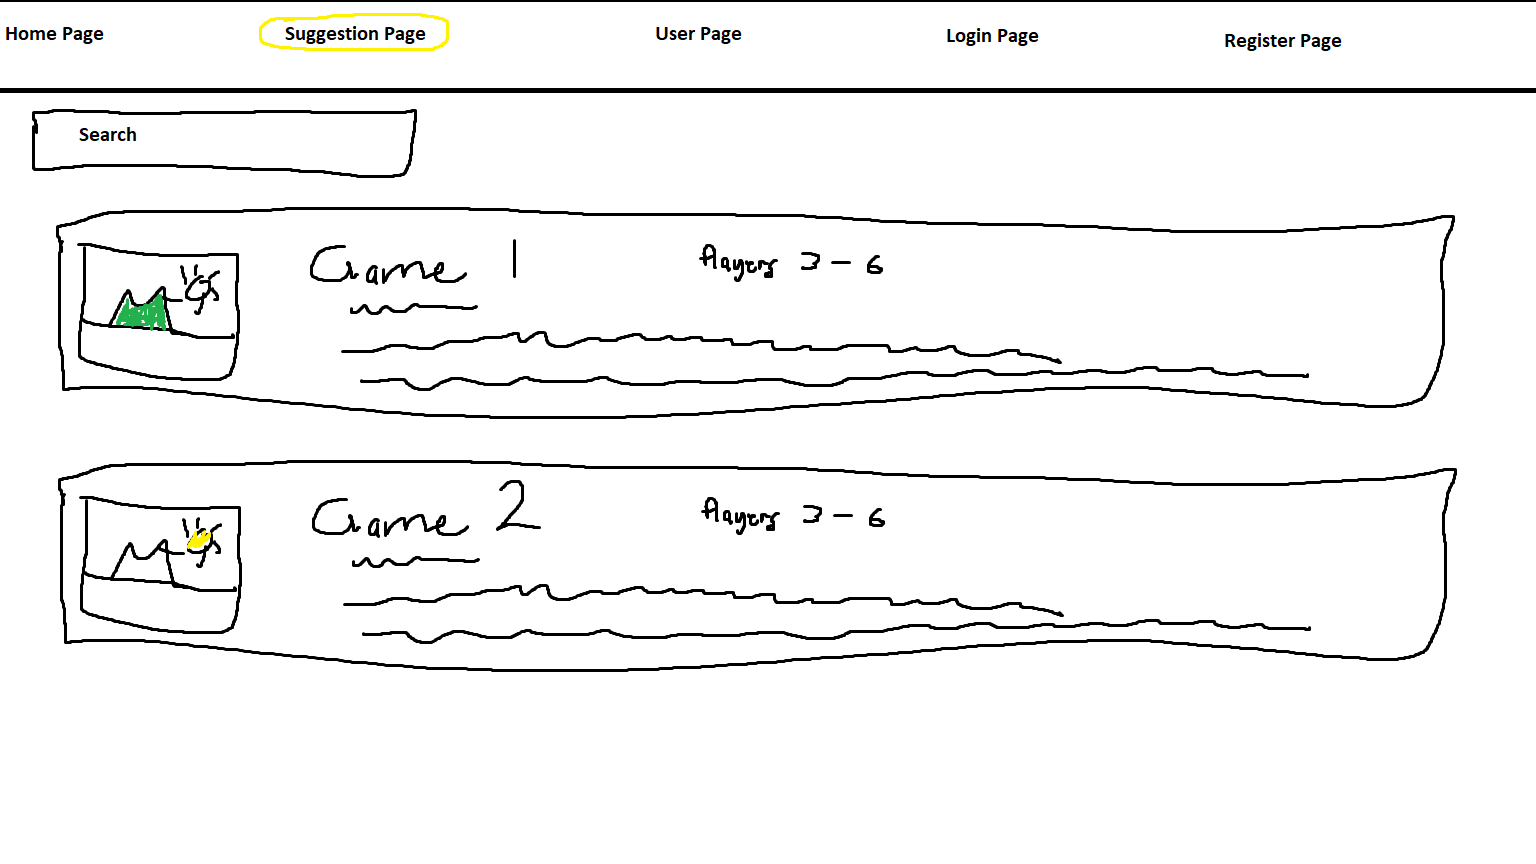 Home Page Suggestion Page User Page Login Page Register Page
Search
Game 1 Players 3 - 6
Game 2 Players 3 - 6